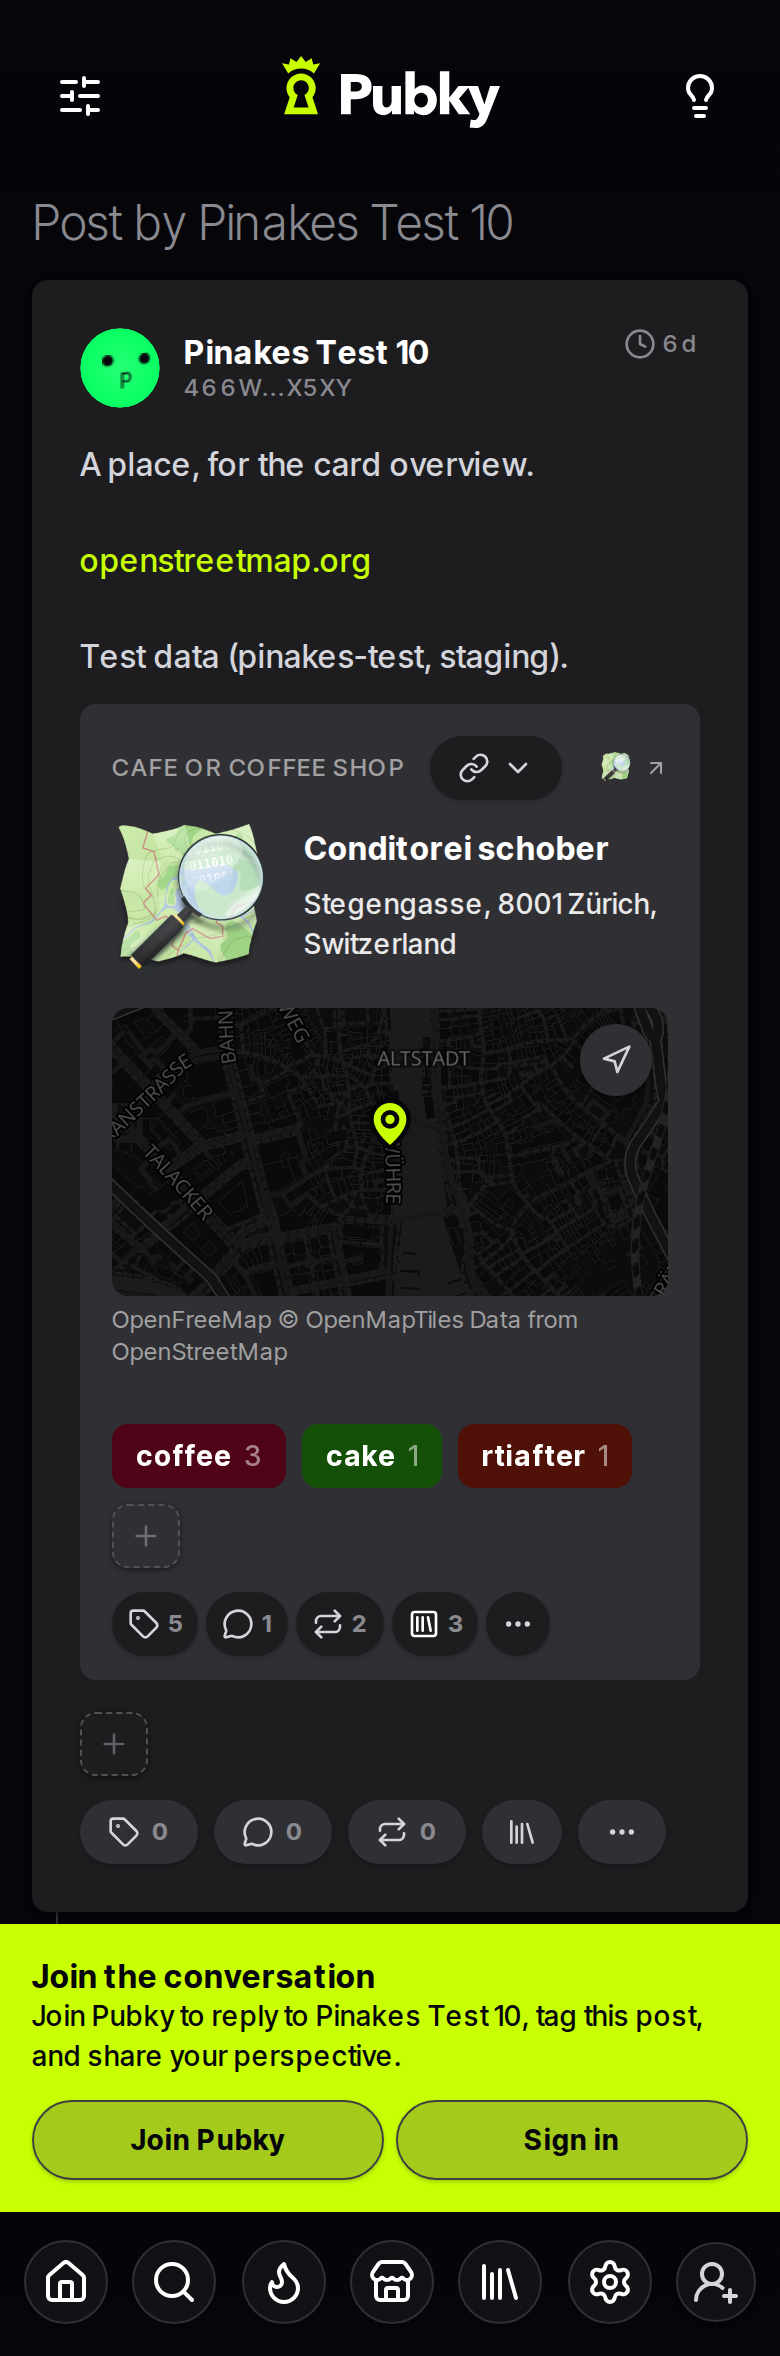 Pubky
Post by Pinakes Test 10
Pinakes Test 10
6d
466W...X5XY
A place, for the card overview.
openstreetmap.org
Test data (pinakes-test, staging).
CAFE OR COFFEE SHOP
Conditorei schober
Stegengasse, 8001 Zürich,
Switzerland
BAHN
WEG
ALTSTADT
TALACKER
OpenFreeMap © OpenMapTiles Data from
OpenStreetMap
coffee 3
cake 1
rtiafter 1
5
1
2
3
0
0
0
Join the conversation
Join Pubky to reply to Pinakes Test 10, tag this post,
and share your perspective.
Join Pubky
Sign in